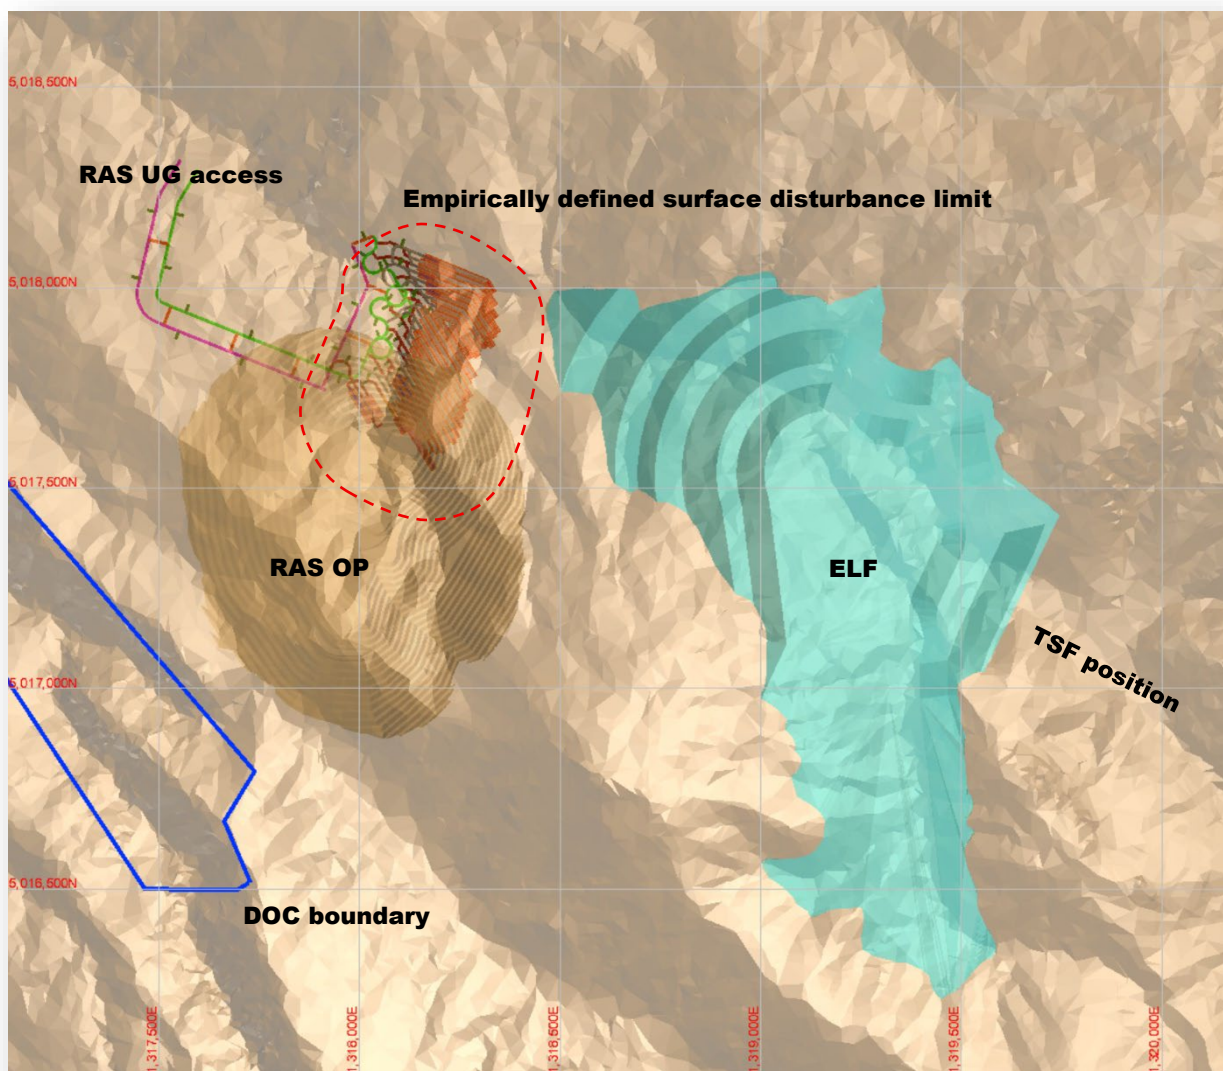 5,018,500N
RAS UG access
Empirically defined surface disturbance limit
5,018,000N
5,017,500N
RAS OP
ELF
TSF position
5,017,000N
5,016,500N
DOC boundary
1,317,500E
1,318,000E
1,318,500E
1,319,000E
1,319,500E
1,320,000E